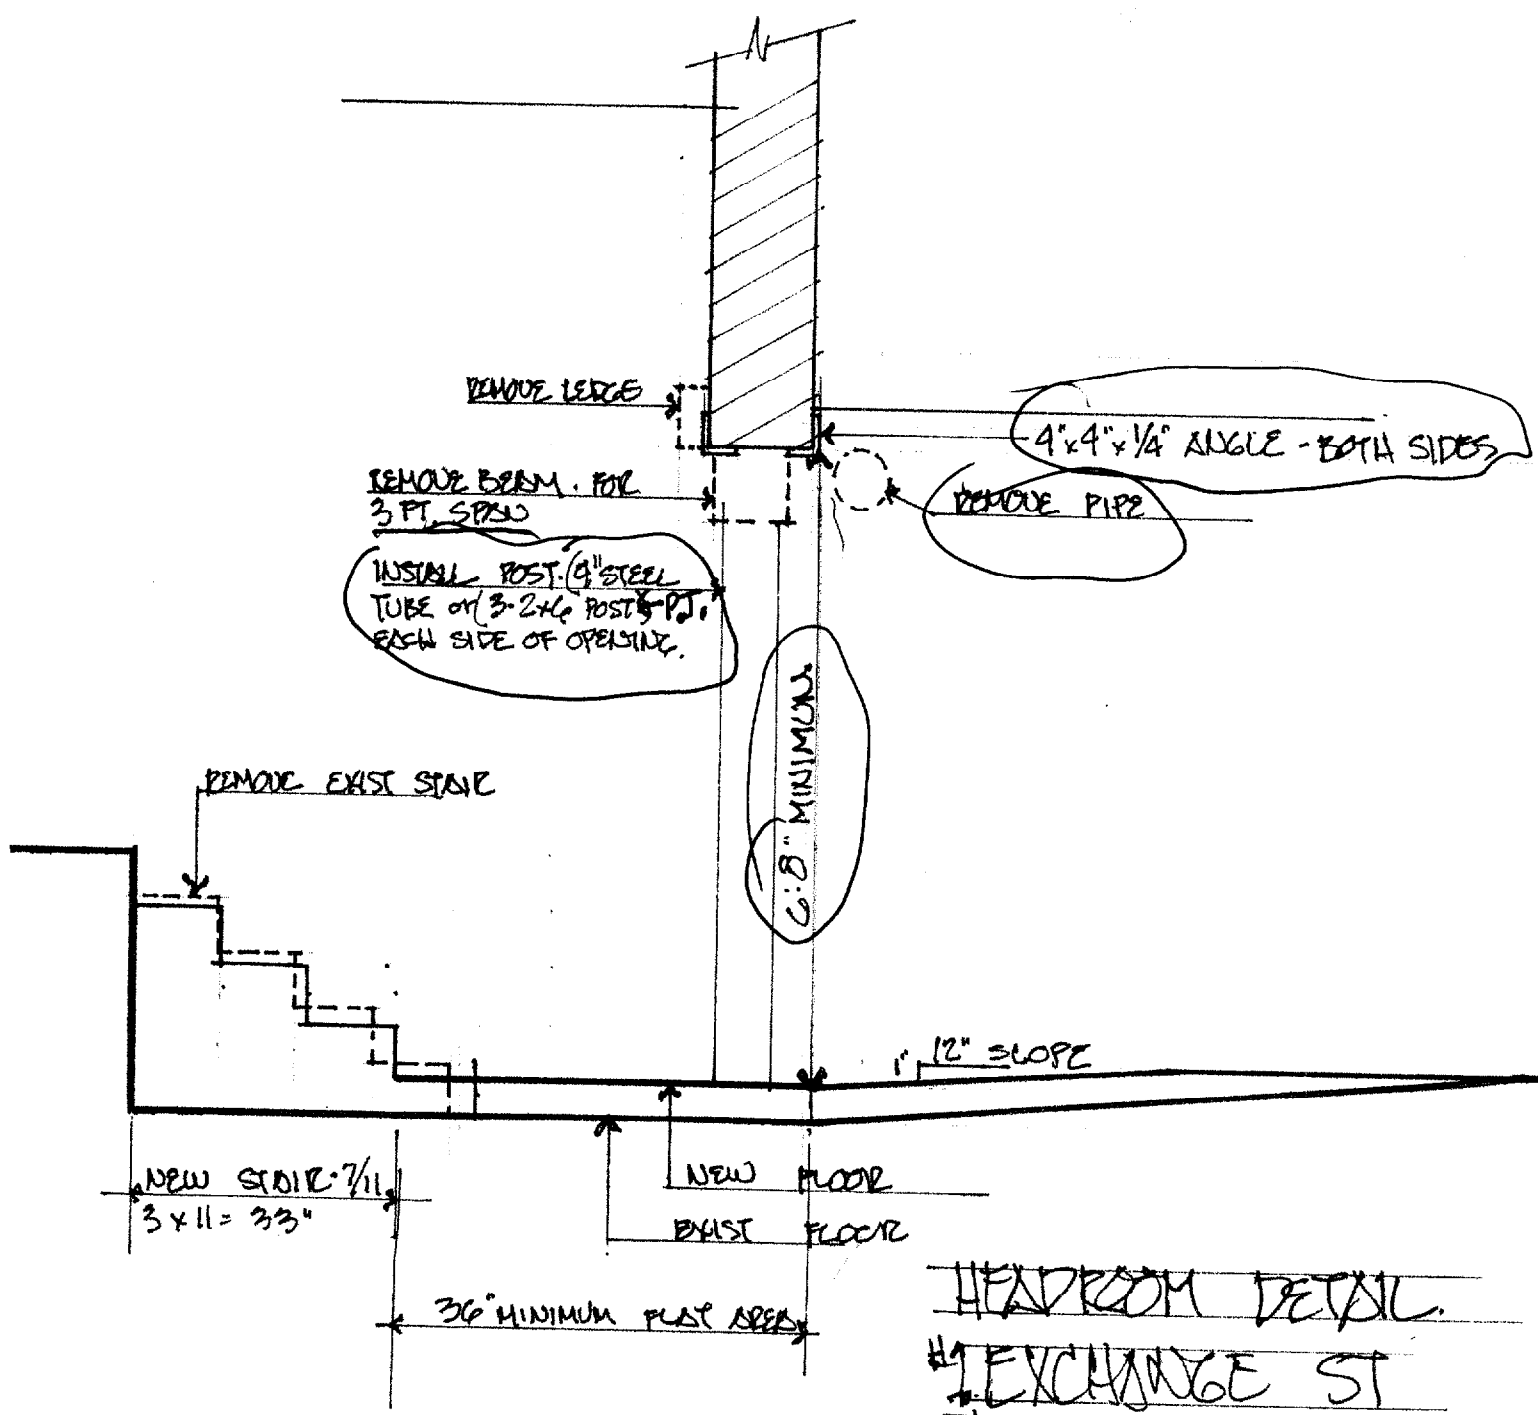 REMOVE LEDGE
4"x4"x1/4" ANGLE - BOTH SIDES
REMOVE BEAM. FOR
3 FT. SPAN
REMOVE PIPE
INSTALL POST. (4" STEEL
TUBE or (3-2x6 POST P.T.
EACH SIDE OF OPENING.
6:8" MINIMUM
REMOVE EXIST STAIR
1" 12" SLOPE
NEW STAIR. 7/11
3 x 11 = 33"
NEW FLOOR
EXIST FLOOR
36" MINIMUM FLAT AREA
HEADROOM DETAIL.
#1 EXCHANGE ST